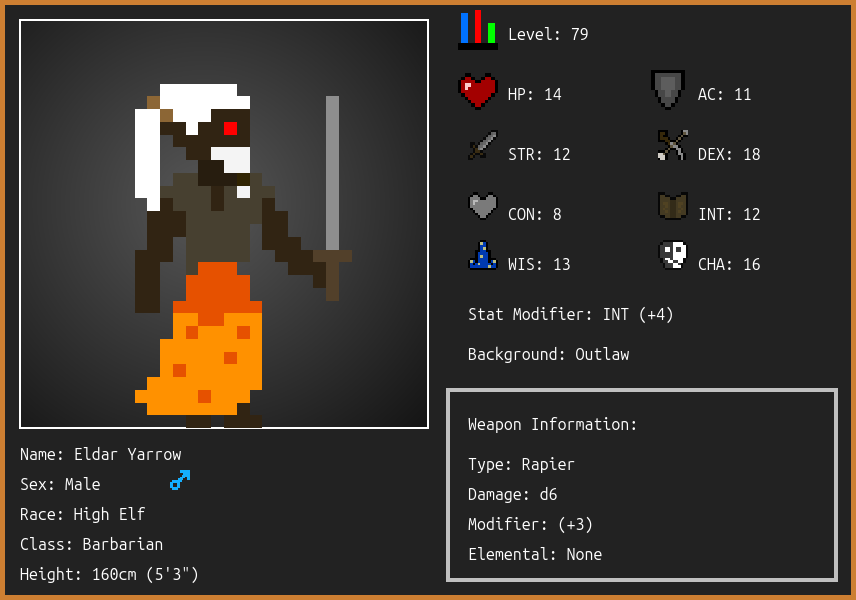 Level: 79
HP: 14
AC: 11
STR: 12
DEX: 18
CON: 8
INT: 12
WIS: 13
CHA: 16
Stat Modifier: INT (+4)
Background: Outlaw
Weapon Information:
Type: Rapier
Damage: d6
Modifier: (+3)
Elemental: None
Name: Eldar Yarrow
Sex: Male
Race: High Elf
Class: Barbarian
Height: 160cm (5'3")